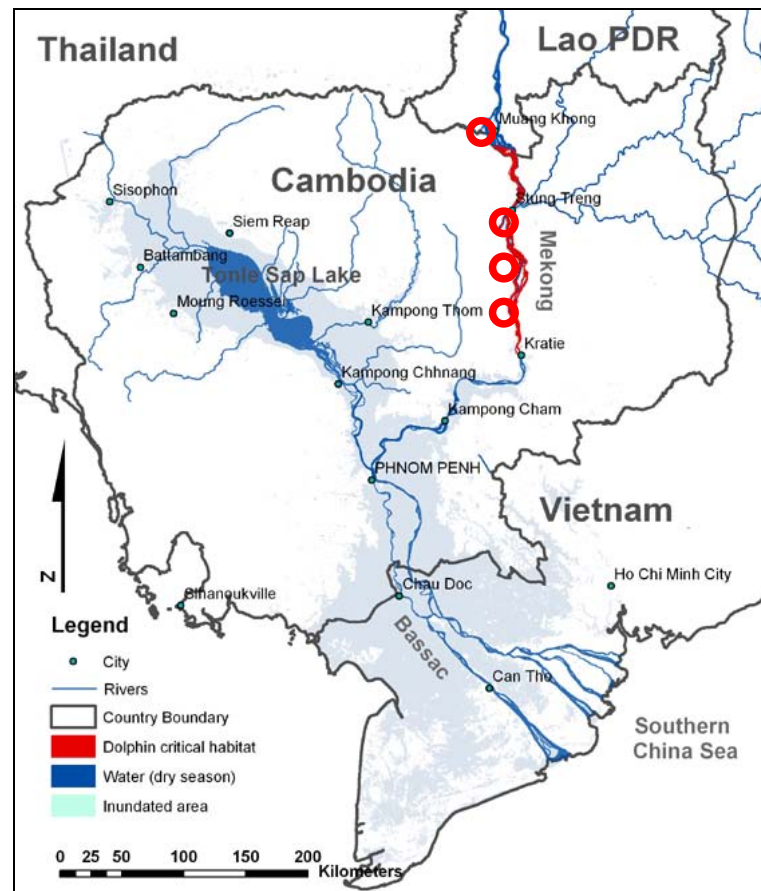 Thailand
Lao PDR
Muang Khong
Cambodia
Sisophon
Stung Treng
Siem Reap
Mekong
Battambang
Tonle Sap Lake
Moung Roessei
Kampong Thom
Kratie
Kampong Chhnang
Kampong Cham
PHNOM PENH
Vietnam
N
Ho Chi Minh City
Chau Doc
Sihanoukville
Legend
Bassac
City
Can Tho
Rivers
Country Boundary
Southern
China Sea
Dolphin critical habitat
Water (dry season)
Inundated area
0 25 50 100 150 200
Kilometers